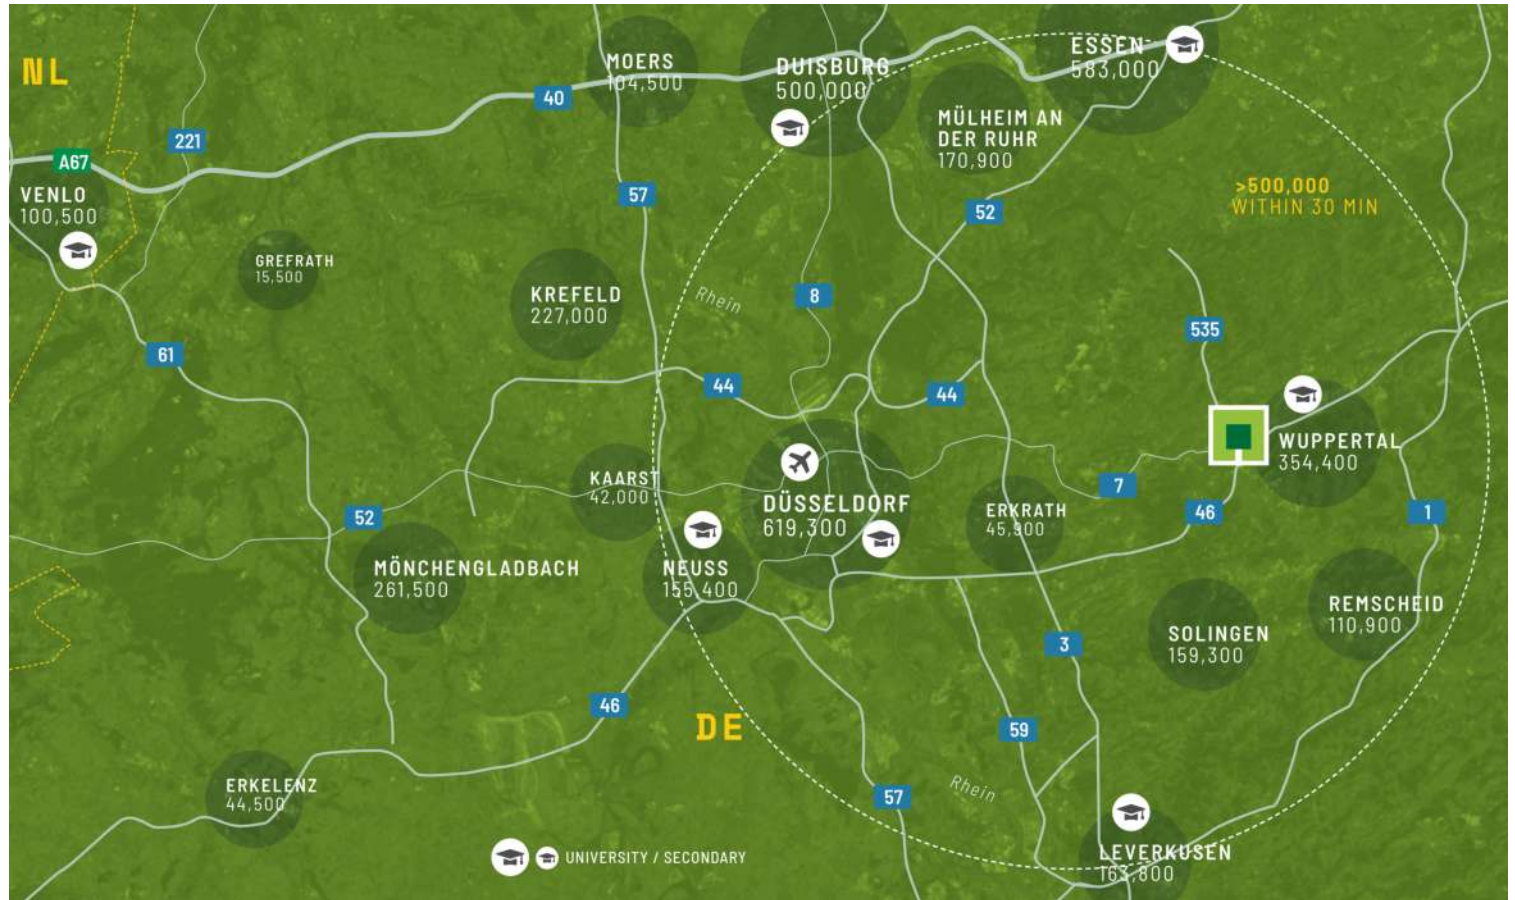 NL
MOERS
104,500
DUISBURG
500,000
ESSEN
583,000
40
221
A67
VENLO
100,500
57
MÜLHEIM AN
DER RUHR
170,900
52
>500,000
WITHIN 30 MIN
GREFRATH
15,500
KREFELD
227,000
Rhein
8
535
61
44
44
WUPPERTAL
354,400
KAARST
42,000
DÜSSELDORF
619,300
ERKRATH
45,900
7
46
1
52
MÖNCHENGLADBACH
261,500
NEUSS
155,400
REMSCHEID
110,900
SOLINGEN
159,300
3
46
DE
59
ERKELENZ
44,500
57
Rhein
UNIVERSITY / SECONDARY
LEVERKUSEN
163,800